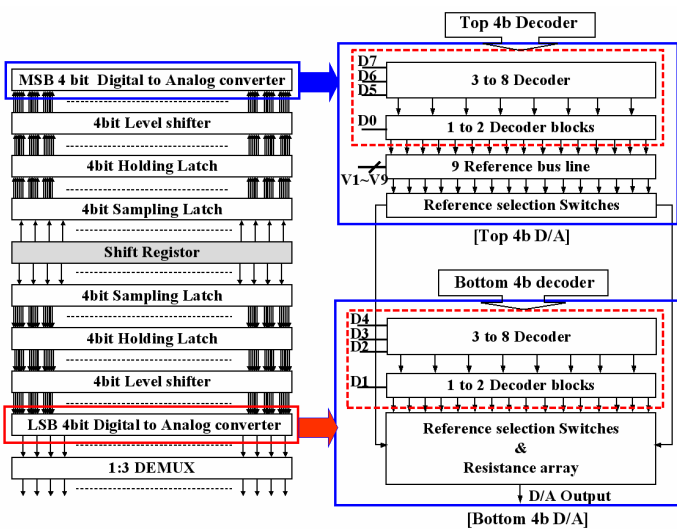 MSB 4 bit Digital to Analog converter
4bit Level shifter
4bit Holding Latch
4bit Sampling Latch
Shift Registor
4bit Sampling Latch
4bit Holding Latch
4bit Level shifter
LSB 4bit Digital to Analog converter
1:3 DEMUX
Top 4b Decoder
D7
D6
D5
3 to 8 Decoder
D0
1 to 2 Decoder blocks
V1~V9
9 Reference bus line
Reference selection Switches
[Top 4b D/A]
Bottom 4b decoder
D4
D3
D2
3 to 8 Decoder
D1
1 to 2 Decoder blocks
Reference selection Switches
&
Resistance array
D/A Output
[Bottom 4b D/A]